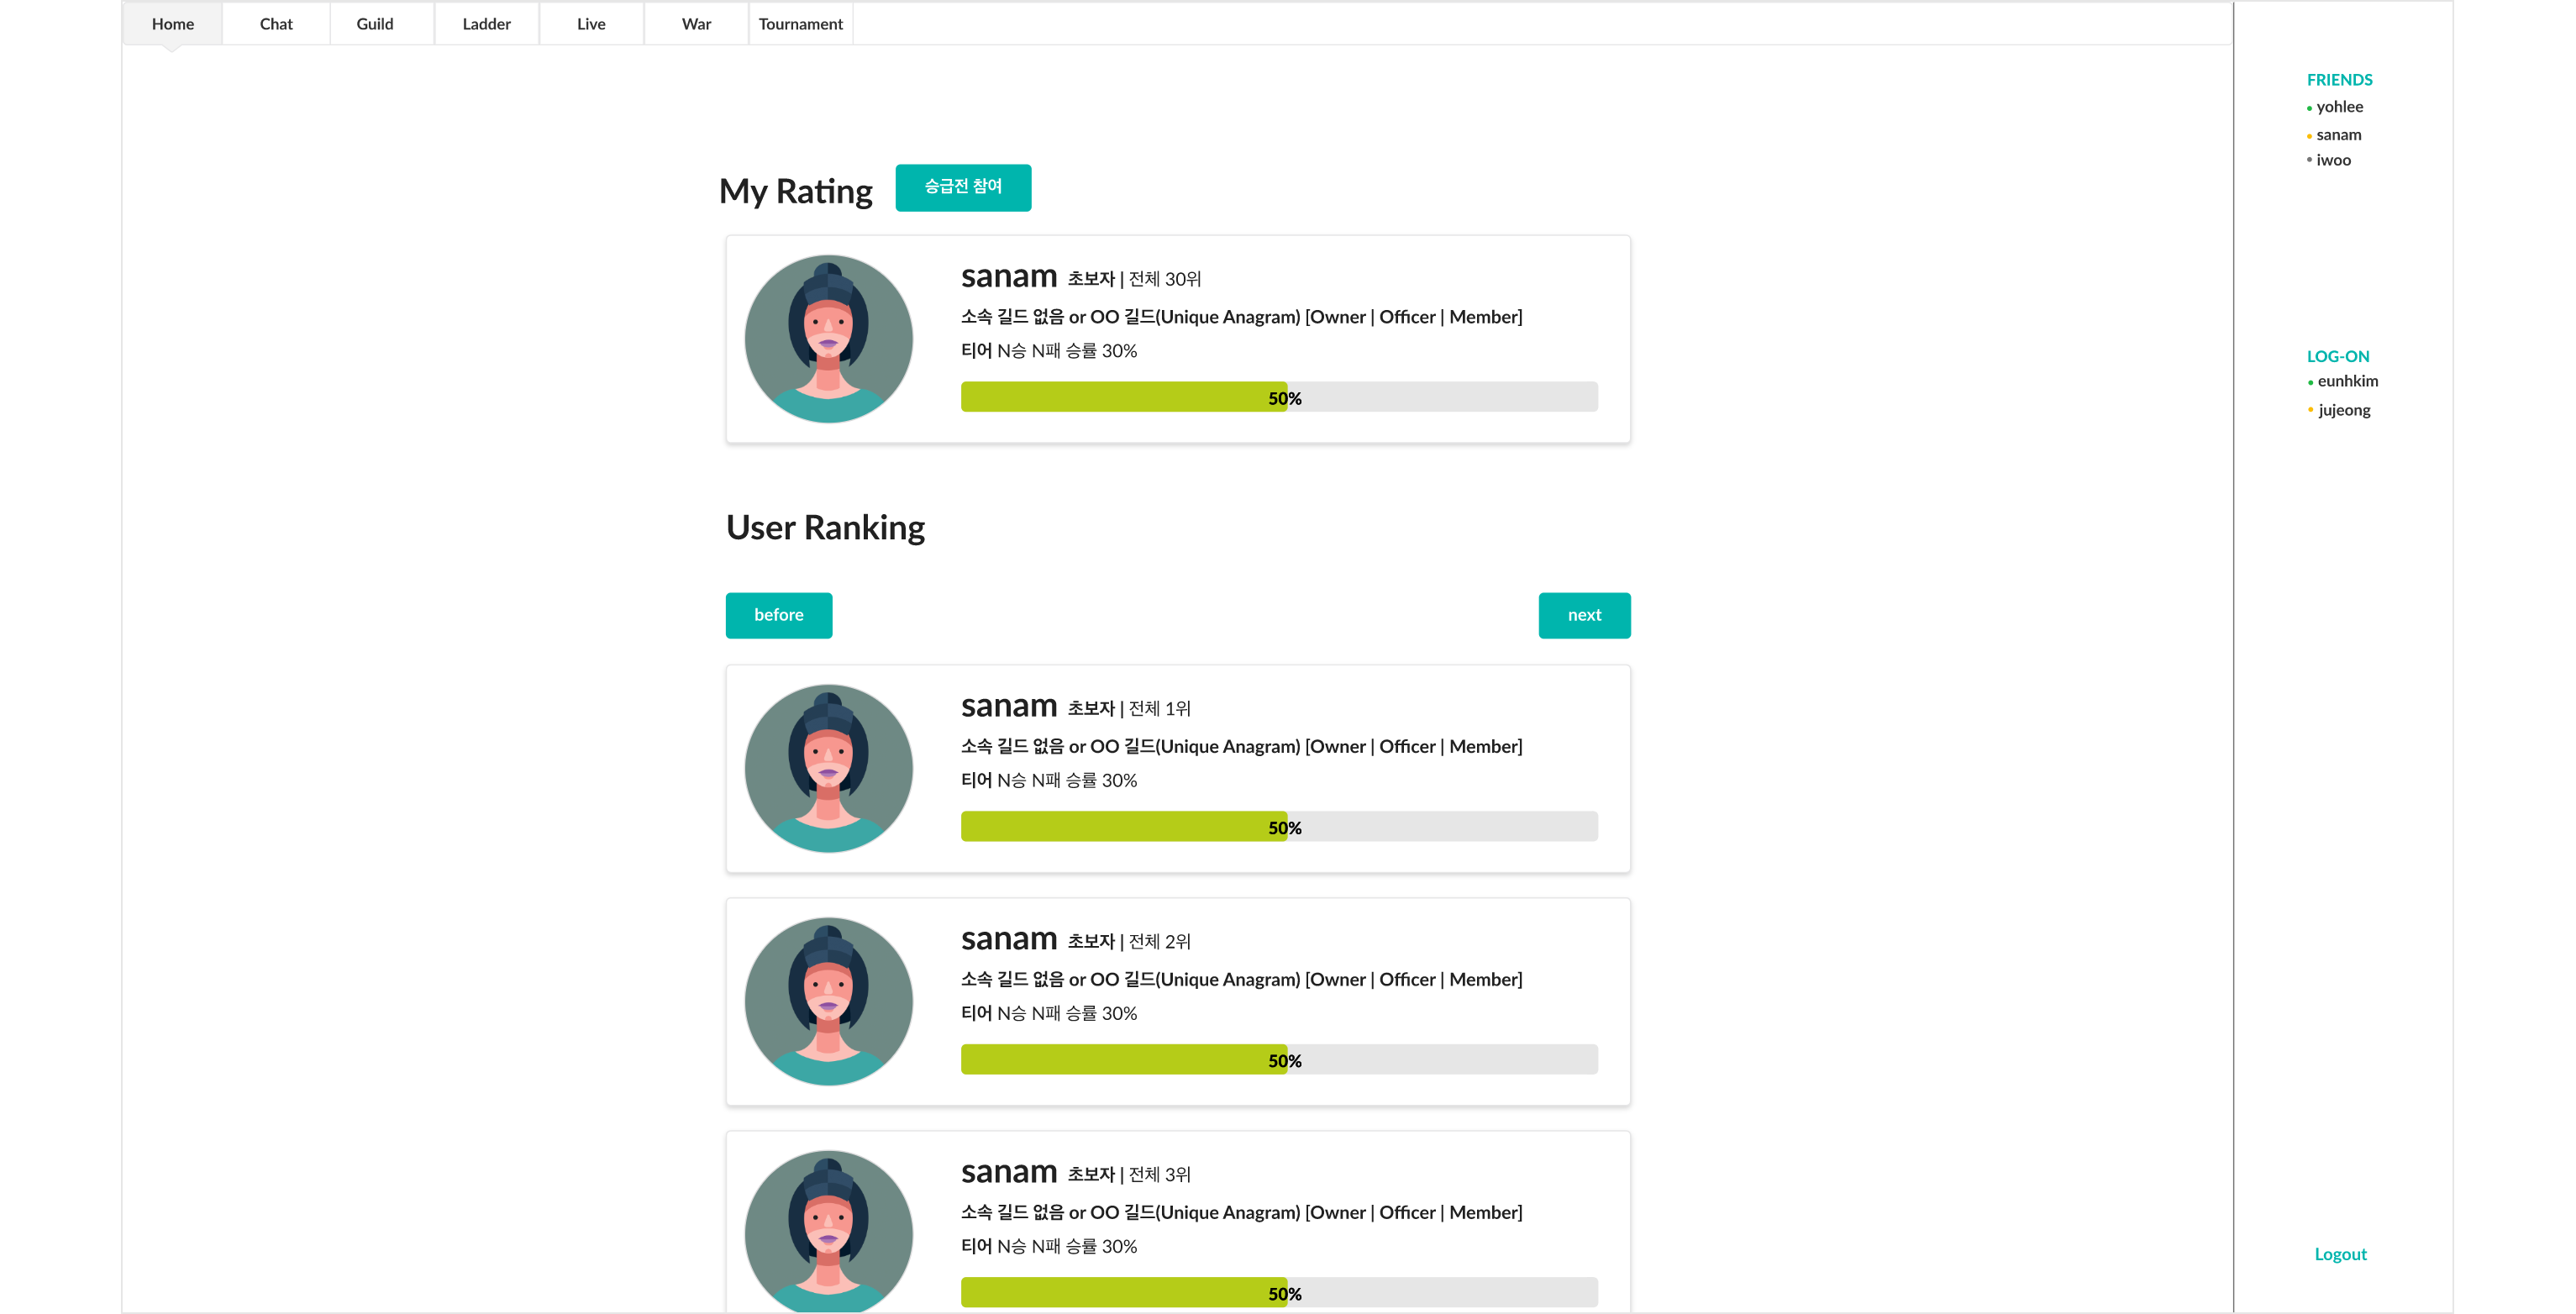 Home Chat Guild Ladder Live War Tournament
FRIENDS
yohlee
sanam
iwoo
LOG-ON
eunhkim
jujeong
Logout
My Rating 승급전 참여
sanam 초보자 | 전체 30위
소속 길드 없음 or OO 길드(Unique Anagram) [Owner | Officer | Member]
티어 N승 N패 승률 30%
50%
User Ranking
before next
sanam 초보자 | 전체 1위
소속 길드 없음 or OO 길드(Unique Anagram) [Owner | Officer | Member]
티어 N승 N패 승률 30%
50%
sanam 초보자 | 전체 2위
소속 길드 없음 or OO 길드(Unique Anagram) [Owner | Officer | Member]
티어 N승 N패 승률 30%
50%
sanam 초보자 | 전체 3위
소속 길드 없음 or OO 길드(Unique Anagram) [Owner | Officer | Member]
티어 N승 N패 승률 30%
50%